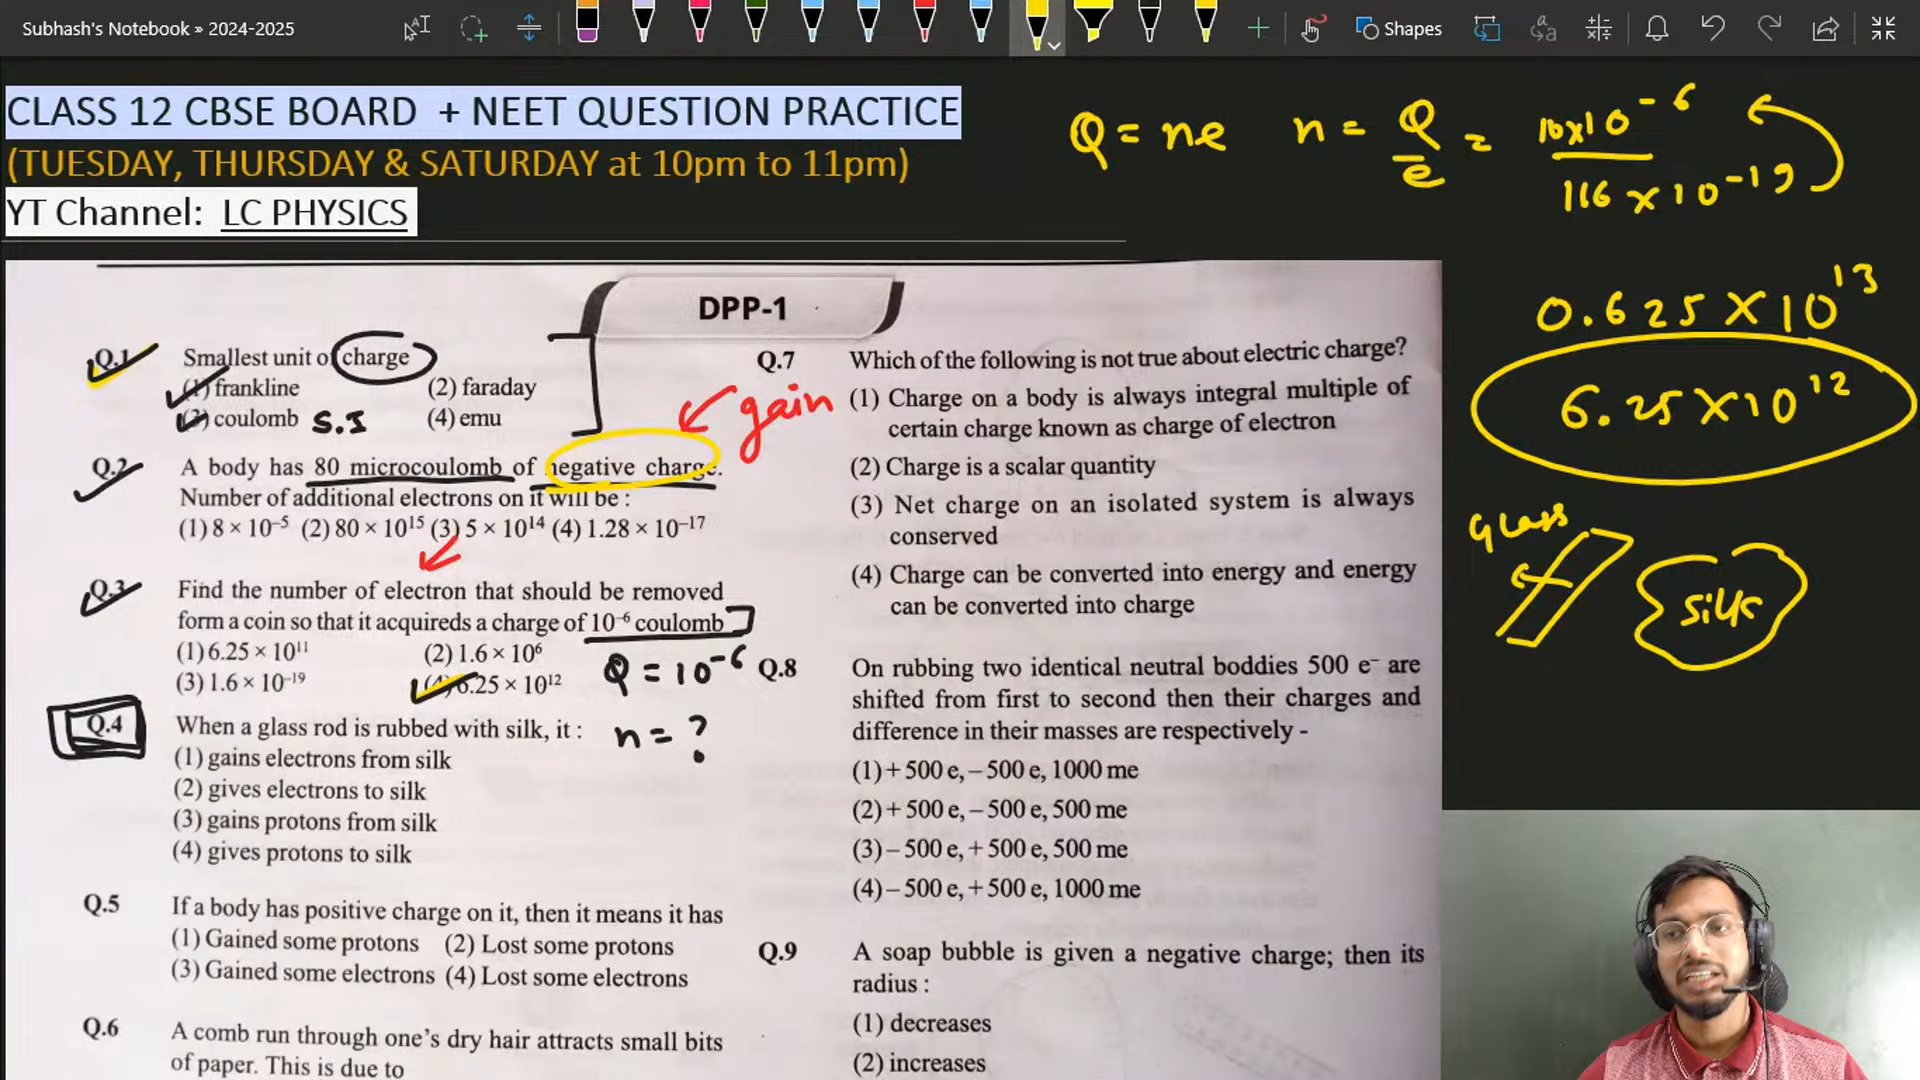 Subhash's Notebook » 2024-2025
Shapes
CLASS 12 CBSE BOARD + NEET QUESTION PRACTICE
(TUESDAY, THURSDAY & SATURDAY at 10pm to 11pm)
YT Channel: LC PHYSICS
Q = ne n = Q/e = 10x10⁻⁶ / 1.6 x 10⁻¹⁹
0.625 x 10¹³
6.25 x 10¹²
Glass
Silk
DPP-1
Q.1 Smallest unit of charge
(1) frankline (2) faraday
(3) coulomb S.I (4) emu
gain
Q.2 A body has 80 microcoulomb of negative charge.
Number of additional electrons on it will be :
(1) 8 × 10⁻⁵ (2) 80 × 10¹⁵ (3) 5 × 10¹⁴ (4) 1.28 × 10⁻¹⁷
Q.3 Find the number of electron that should be removed
form a coin so that it acquireds a charge of 10⁻⁶ coulomb
(1) 6.25 × 10¹¹ (2) 1.6 × 10⁶
(3) 1.6 × 10⁻¹⁹ (4) 6.25 × 10¹²
Q = 10⁻⁶
n = ?
Q.4 When a glass rod is rubbed with silk, it :
(1) gains electrons from silk
(2) gives electrons to silk
(3) gains protons from silk
(4) gives protons to silk
Q.5 If a body has positive charge on it, then it means it has
(1) Gained some protons (2) Lost some protons
(3) Gained some electrons (4) Lost some electrons
Q.6 A comb run through one's dry hair attracts small bits
of paper. This is due to
Q.7 Which of the following is not true about electric charge?
(1) Charge on a body is always integral multiple of
certain charge known as charge of electron
(2) Charge is a scalar quantity
(3) Net charge on an isolated system is always
conserved
(4) Charge can be converted into energy and energy
can be converted into charge
Q.8 On rubbing two identical neutral boddies 500 e⁻ are
shifted from first to second then their charges and
difference in their masses are respectively -
(1) + 500 e, – 500 e, 1000 me
(2) + 500 e, – 500 e, 500 me
(3) – 500 e, + 500 e, 500 me
(4) – 500 e, + 500 e, 1000 me
Q.9 A soap bubble is given a negative charge; then its
radius :
(1) decreases
(2) increases